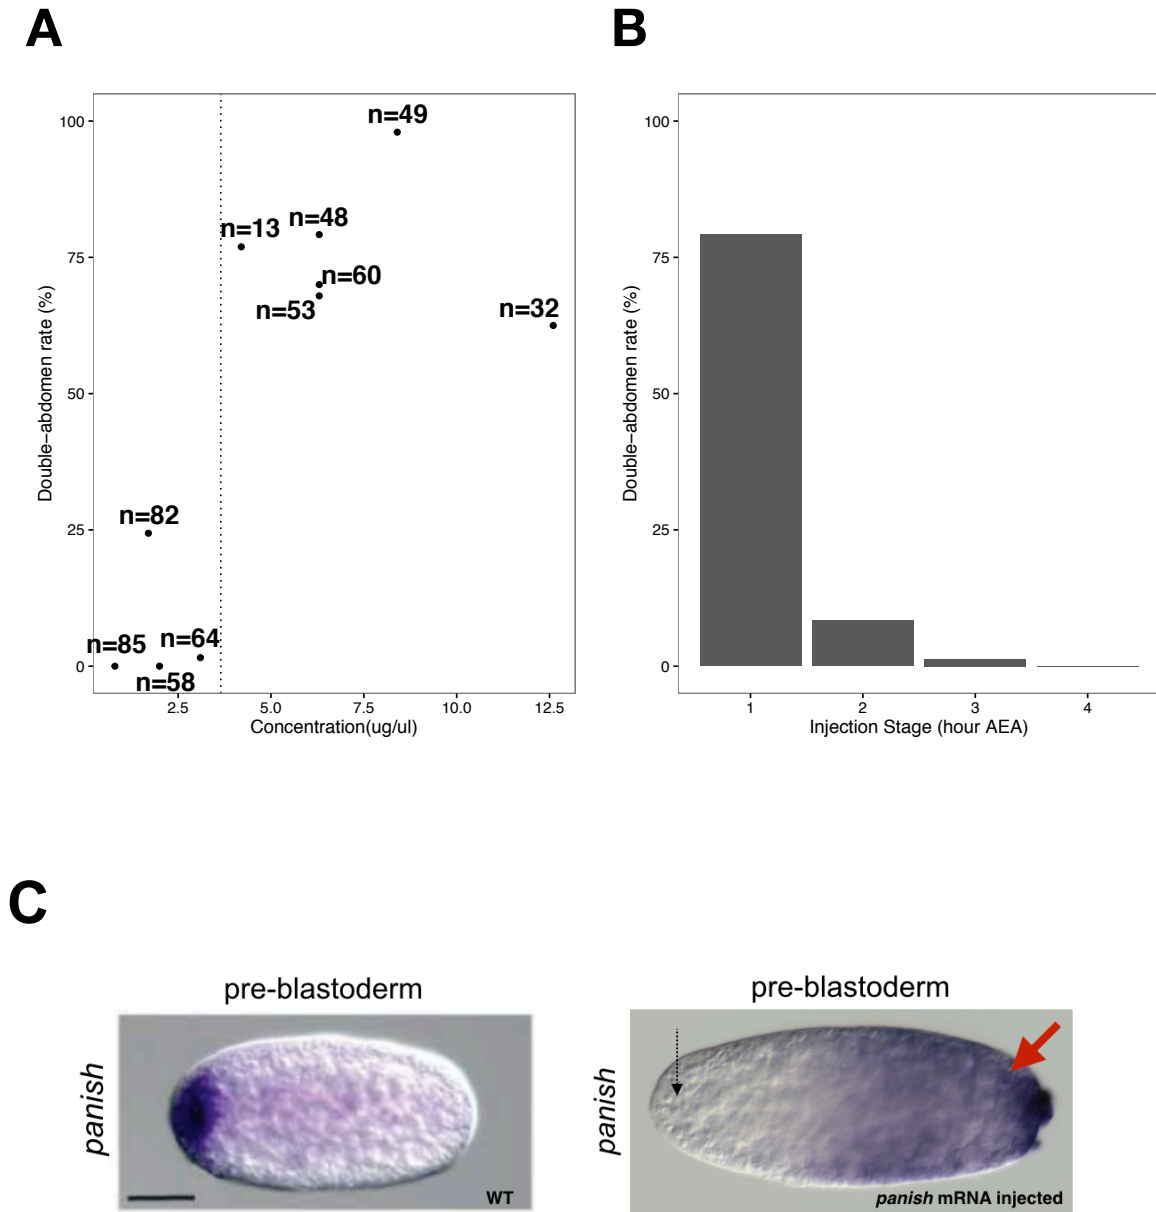 A
B
100
75
50
25
0
Double−abdomen rate (%)
n=49
n=13
n=48
n=60
n=53
n=32
n=82
n=85
n=64
n=58
2.5
5.0
7.5
10.0
12.5
Concentration(ug/ul)
100
75
50
25
0
Double−abdomen rate (%)
1
2
3
4
Injection Stage (hour AEA)
C
pre-blastoderm
panish
WT
pre-blastoderm
panish
panish mRNA injected